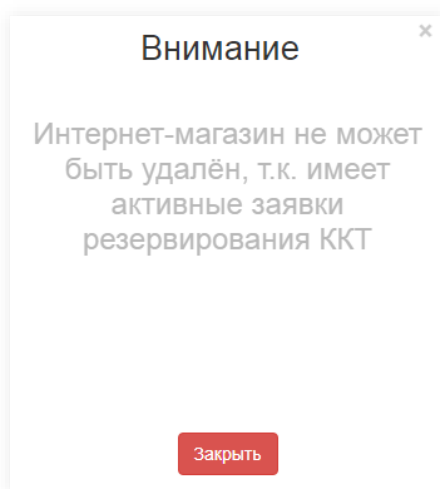 ×
Внимание
Интернет-магазин не может
быть удалён, т.к. имеет
активные заявки
резервирования ККТ
Закрыть